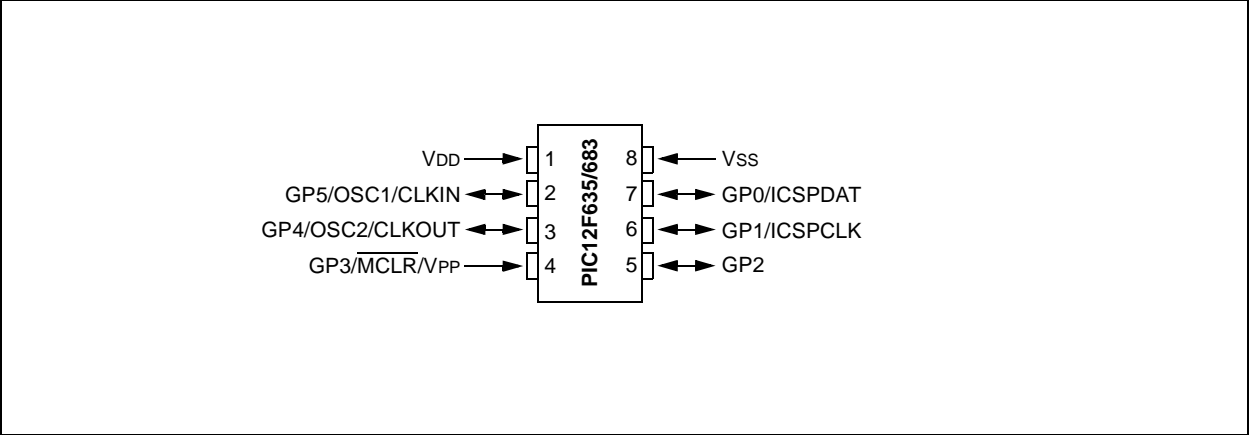 VDD 1 8 VSS
GP5/OSC1/CLKIN 2 7 GP0/ICSPDAT
GP4/OSC2/CLKOUT 3 6 GP1/ICSPCLK
GP3/MCLR/VPP 4 5 GP2
PIC12F635/683